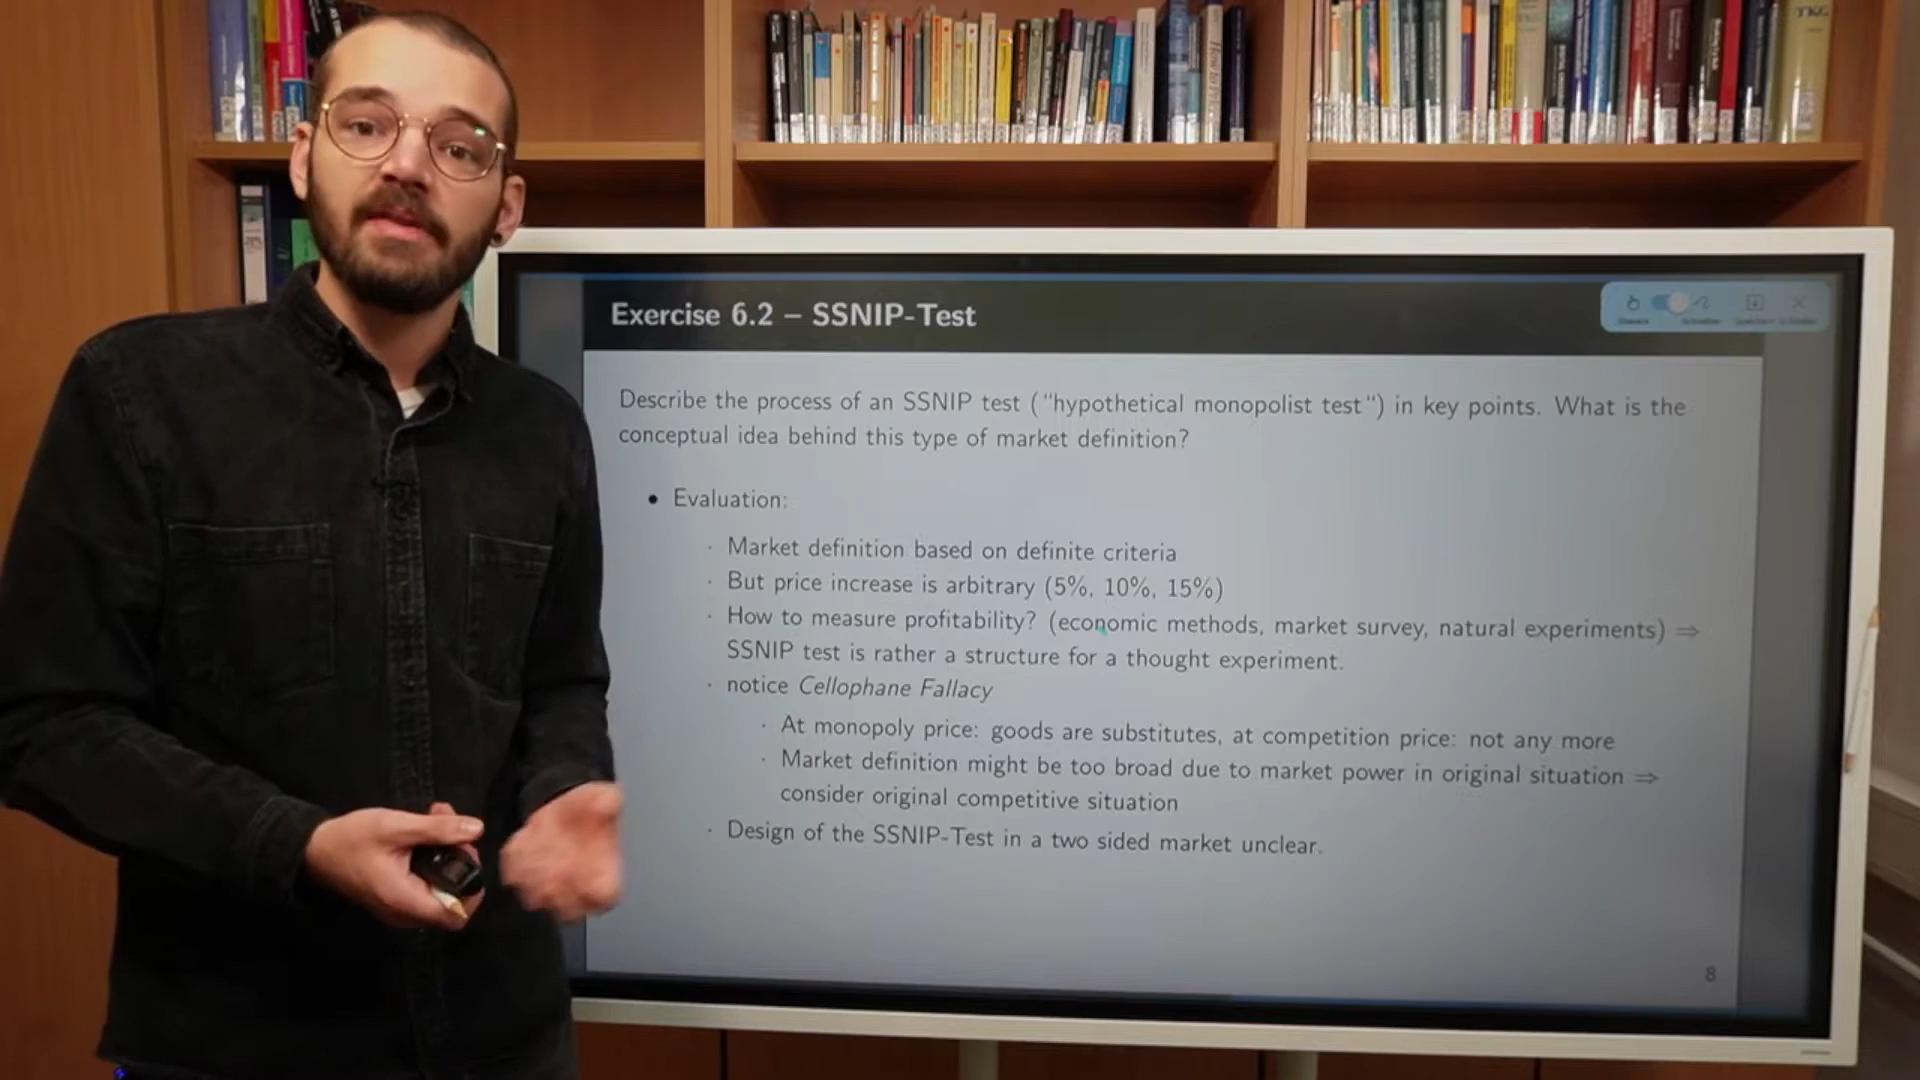 Exercise 6.2 – SSNIP-Test
Describe the process of an SSNIP test ("hypothetical monopolist test") in key points. What is the
conceptual idea behind this type of market definition?
• Evaluation:
· Market definition based on definite criteria
· But price increase is arbitrary (5%, 10%, 15%)
· How to measure profitability? (economic methods, market survey, natural experiments) ⇒
SSNIP test is rather a structure for a thought experiment.
· notice Cellophane Fallacy
· At monopoly price: goods are substitutes, at competition price: not any more
· Market definition might be too broad due to market power in original situation ⇒
consider original competitive situation
· Design of the SSNIP-Test in a two sided market unclear.
8
TKG